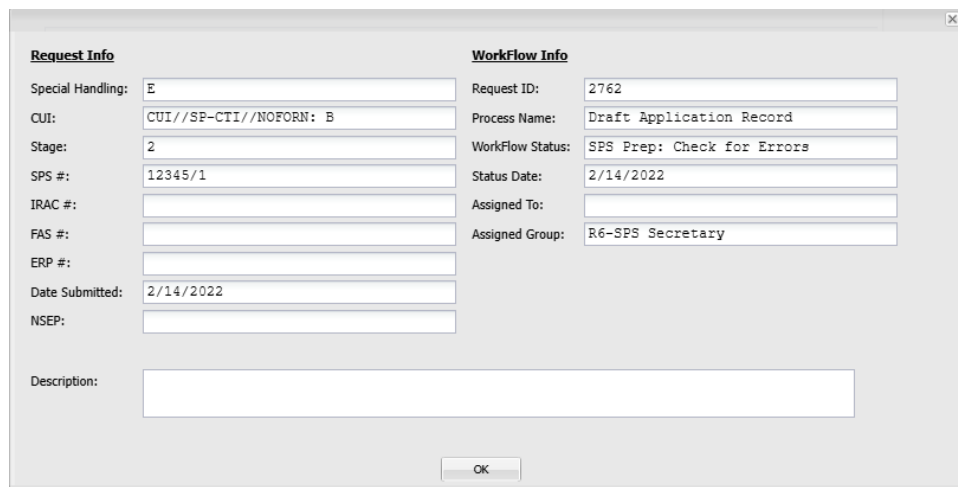 Request Info
Special Handling: E
CUI: CUI//SP-CTI//NOFORN: B
Stage: 2
SPS #: 12345/1
IRAC #:
FAS #:
ERP #:
Date Submitted: 2/14/2022
NSEP:
WorkFlow Info
Request ID: 2762
Process Name: Draft Application Record
WorkFlow Status: SPS Prep: Check for Errors
Status Date: 2/14/2022
Assigned To:
Assigned Group: R6-SPS Secretary
Description:
OK